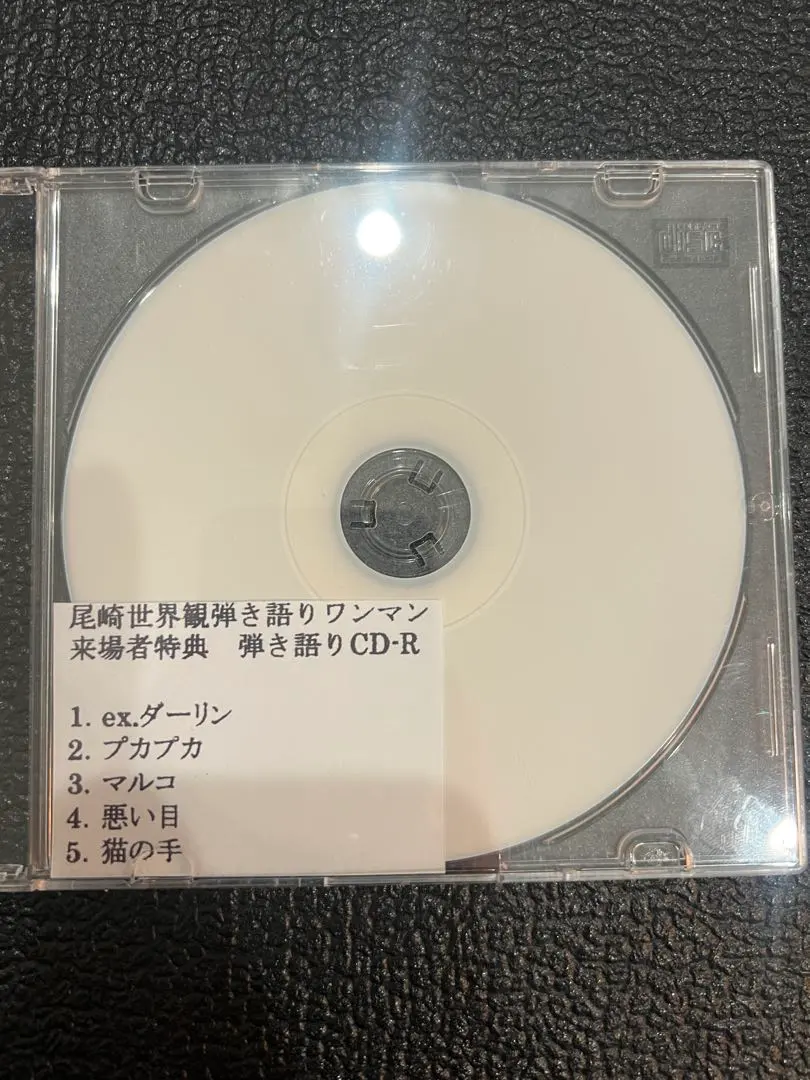 尾崎世界観弾き語りワンマン
来場者特典　弾き語りCD-R
1. ex.ダーリン
2. プカプカ
3. マルコ
4. 悪い目
5. 猫の手